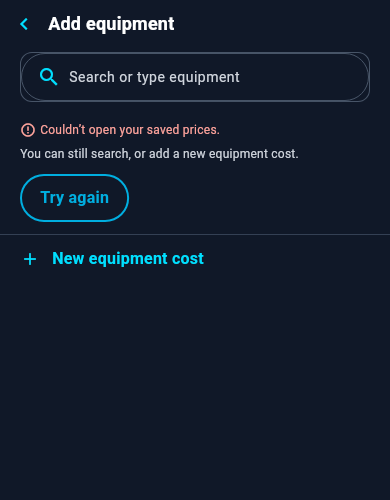 Add equipment
Search or type equipment
Couldn’t open your saved prices.
You can still search, or add a new equipment cost.
Try again
New equipment cost